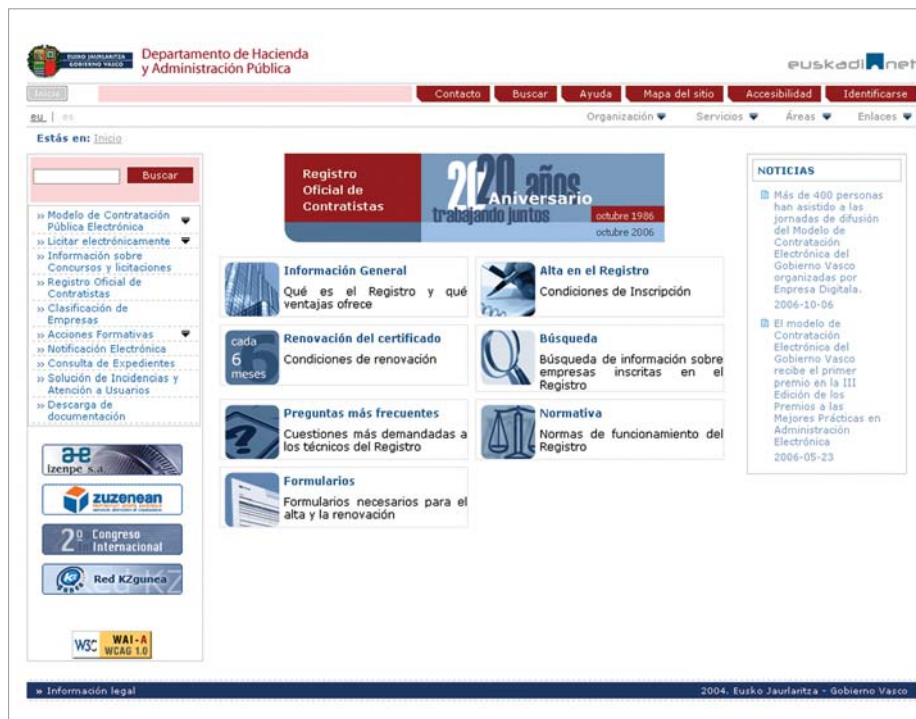 EUSKO JAURLARITZA
GOBIERNO VASCO
Departamento de Hacienda
y Administración Pública
euskadi net
Inicio
Contacto
Buscar
Ayuda
Mapa del sitio
Accesibilidad
Identificarse
eu | es
Organización
Servicios
Áreas
Enlaces
Estás en: Inicio
Buscar
» Modelo de Contratación
Pública Electrónica
» Licitar electrónicamente
» Información sobre
Concursos y licitaciones
» Registro Oficial de
Contratistas
» Clasificación de
Empresas
» Acciones Formativas
» Notificación Electrónica
» Consulta de Expedientes
» Solución de Incidencias y
Atención a Usuarios
» Descarga de
documentación
izenpe s.a.
zuzenean
2º Congreso
Internacional
Red KZgunea
W3C WAI-A
WCAG 1.0
Registro
Oficial de
Contratistas
20 20 años
Aniversario
trabajando juntos
octubre 1986
octubre 2006
Información General
Qué es el Registro y qué
ventajas ofrece
Alta en el Registro
Condiciones de Inscripción
cada
6
meses
Renovación del certificado
Condiciones de renovación
Búsqueda
Búsqueda de información sobre
empresas inscritas en el
Registro
Preguntas más frecuentes
Cuestiones más demandadas a
los técnicos del Registro
Normativa
Normas de funcionamiento del
Registro
Formularios
Formularios necesarios para el
alta y la renovación
NOTICIAS
Más de 400 personas
han asistido a las
jornadas de difusión
del Modelo de
Contratación
Electrónica del
Gobierno Vasco
organizadas por
Enpresa Digitala.
2006-10-06
El modelo de
Contratación
Electrónica del
Gobierno Vasco
recibe el primer
premio en la III
Edición de los
Premios a las
Mejores Prácticas en
Administración
Electrónica
2006-05-23
» Información legal
2004. Eusko Jaurlaritza - Gobierno Vasco